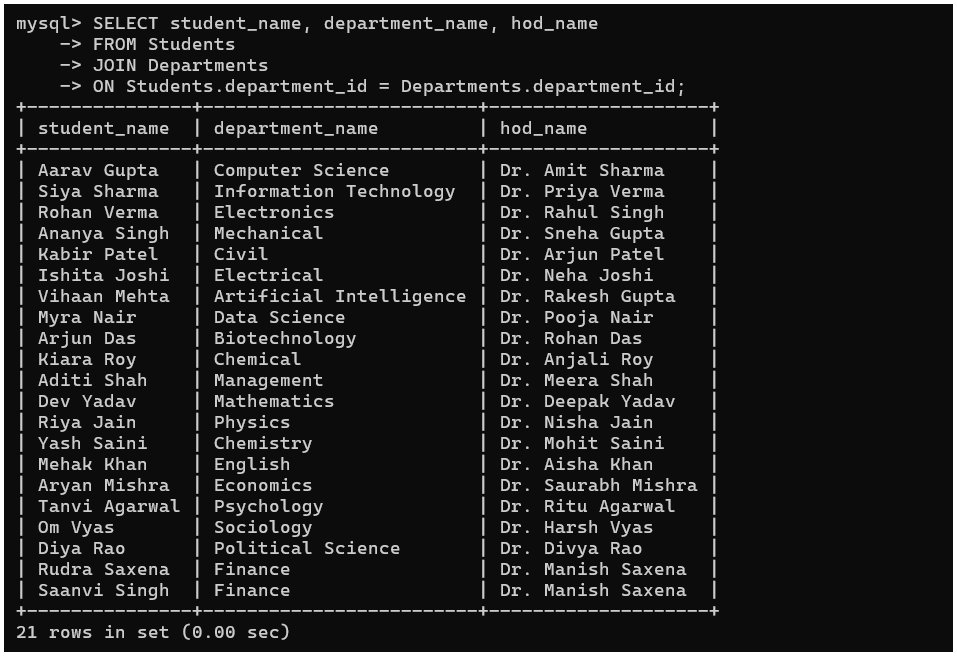 mysql> SELECT student_name, department_name, hod_name
    -> FROM Students
    -> JOIN Departments
    -> ON Students.department_id = Departments.department_id;
+---------------+-------------------------+--------------------+
| student_name  | department_name         | hod_name           |
+---------------+-------------------------+--------------------+
| Aarav Gupta   | Computer Science        | Dr. Amit Sharma    |
| Siya Sharma   | Information Technology  | Dr. Priya Verma    |
| Rohan Verma   | Electronics             | Dr. Rahul Singh    |
| Ananya Singh  | Mechanical              | Dr. Sneha Gupta    |
| Kabir Patel   | Civil                   | Dr. Arjun Patel    |
| Ishita Joshi  | Electrical              | Dr. Neha Joshi     |
| Vihaan Mehta  | Artificial Intelligence | Dr. Rakesh Gupta   |
| Myra Nair     | Data Science            | Dr. Pooja Nair     |
| Arjun Das     | Biotechnology           | Dr. Rohan Das      |
| Kiara Roy     | Chemical                | Dr. Anjali Roy     |
| Aditi Shah    | Management              | Dr. Meera Shah     |
| Dev Yadav     | Mathematics             | Dr. Deepak Yadav   |
| Riya Jain     | Physics                 | Dr. Nisha Jain     |
| Yash Saini    | Chemistry               | Dr. Mohit Saini    |
| Mehak Khan    | English                 | Dr. Aisha Khan     |
| Aryan Mishra  | Economics               | Dr. Saurabh Mishra |
| Tanvi Agarwal | Psychology              | Dr. Ritu Agarwal   |
| Om Vyas       | Sociology               | Dr. Harsh Vyas     |
| Diya Rao      | Political Science       | Dr. Divya Rao      |
| Rudra Saxena  | Finance                 | Dr. Manish Saxena  |
| Saanvi Singh  | Finance                 | Dr. Manish Saxena  |
+---------------+-------------------------+--------------------+
21 rows in set (0.00 sec)